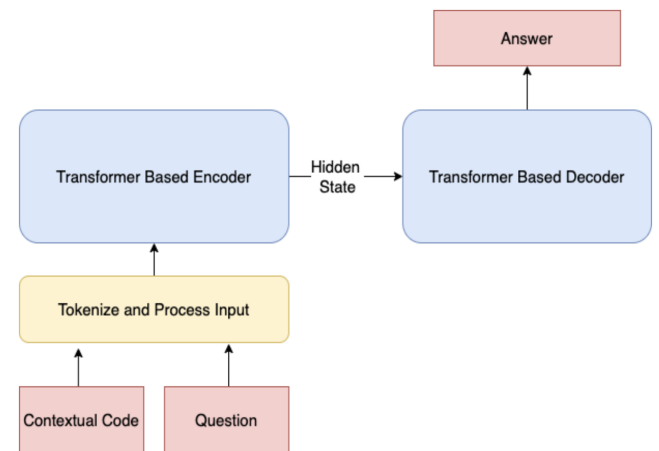 Answer
Transformer Based Encoder
Hidden
State
Transformer Based Decoder
Tokenize and Process Input
Contextual Code
Question